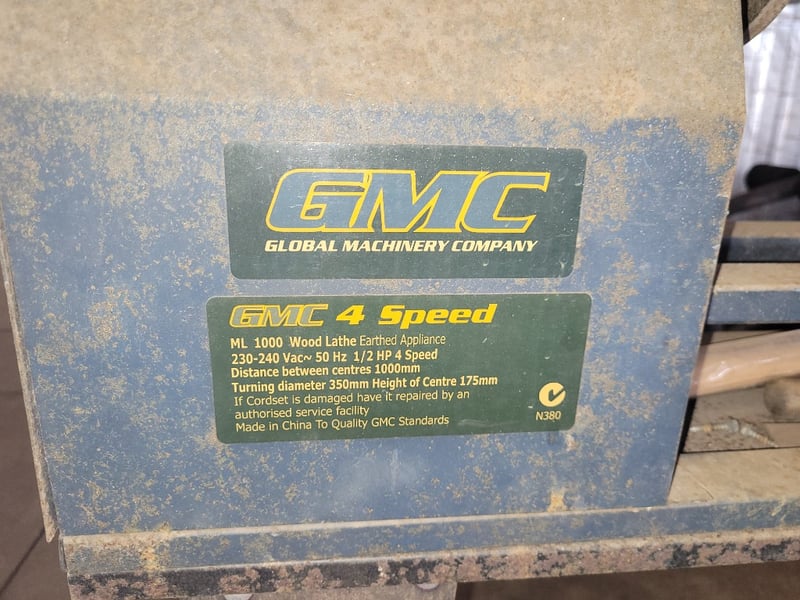 GMC
GLOBAL MACHINERY COMPANY
GMC 4 Speed
ML 1000 Wood Lathe Earthed Appliance
230-240 Vac~ 50 Hz 1/2 HP 4 Speed
Distance between centres 1000mm
Turning diameter 350mm Height of Centre 175mm
If Cordset is damaged have it repaired by an
authorised service facility
Made in China To Quality GMC Standards
N380